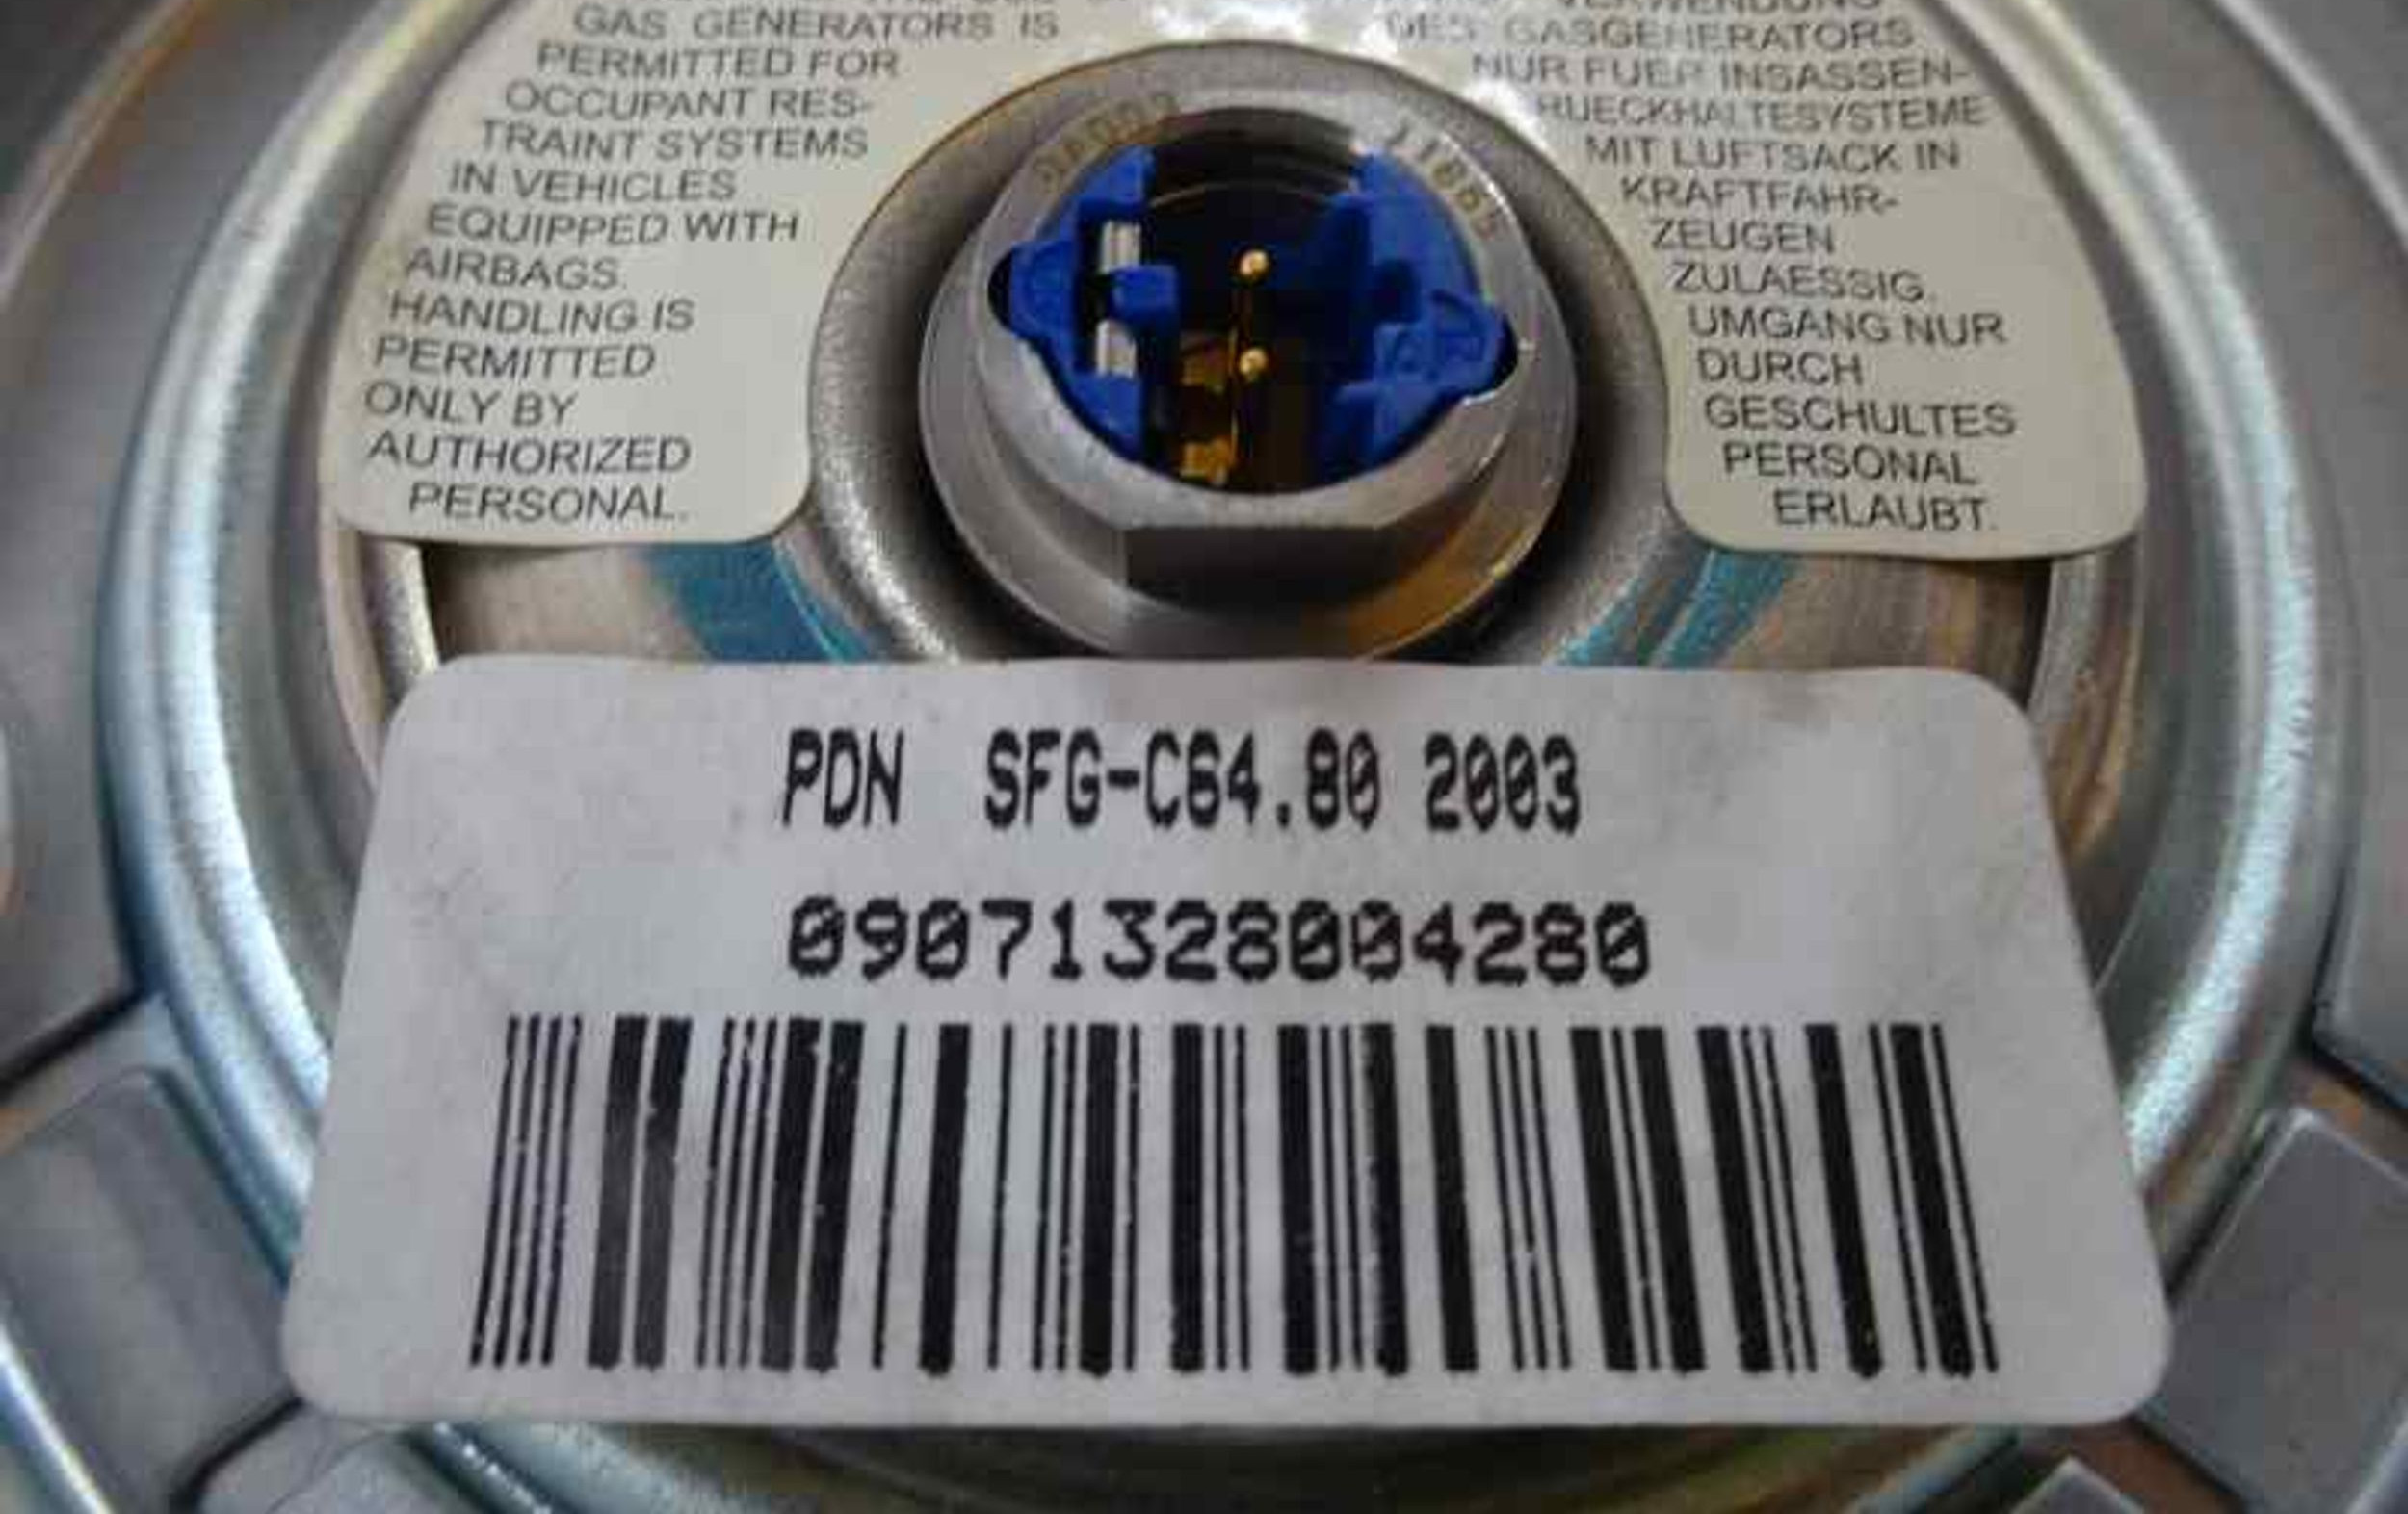 GAS GENERATORS IS
PERMITTED FOR
OCCUPANT RES-
TRAINT SYSTEMS
IN VEHICLES
EQUIPPED WITH
AIRBAGS.
HANDLING IS
PERMITTED
ONLY BY
AUTHORIZED
PERSONAL.
VERWENDUNG
DES GASGENERATORS
NUR FUER INSASSEN-
RUECKHALTESYSTEME
MIT LUFTSACK IN
KRAFTFAHR-
ZEUGEN
ZULAESSIG.
UMGANG NUR
DURCH
GESCHULTES
PERSONAL
ERLAUBT.
PDN SFG-C64.80 2003
09071328004280